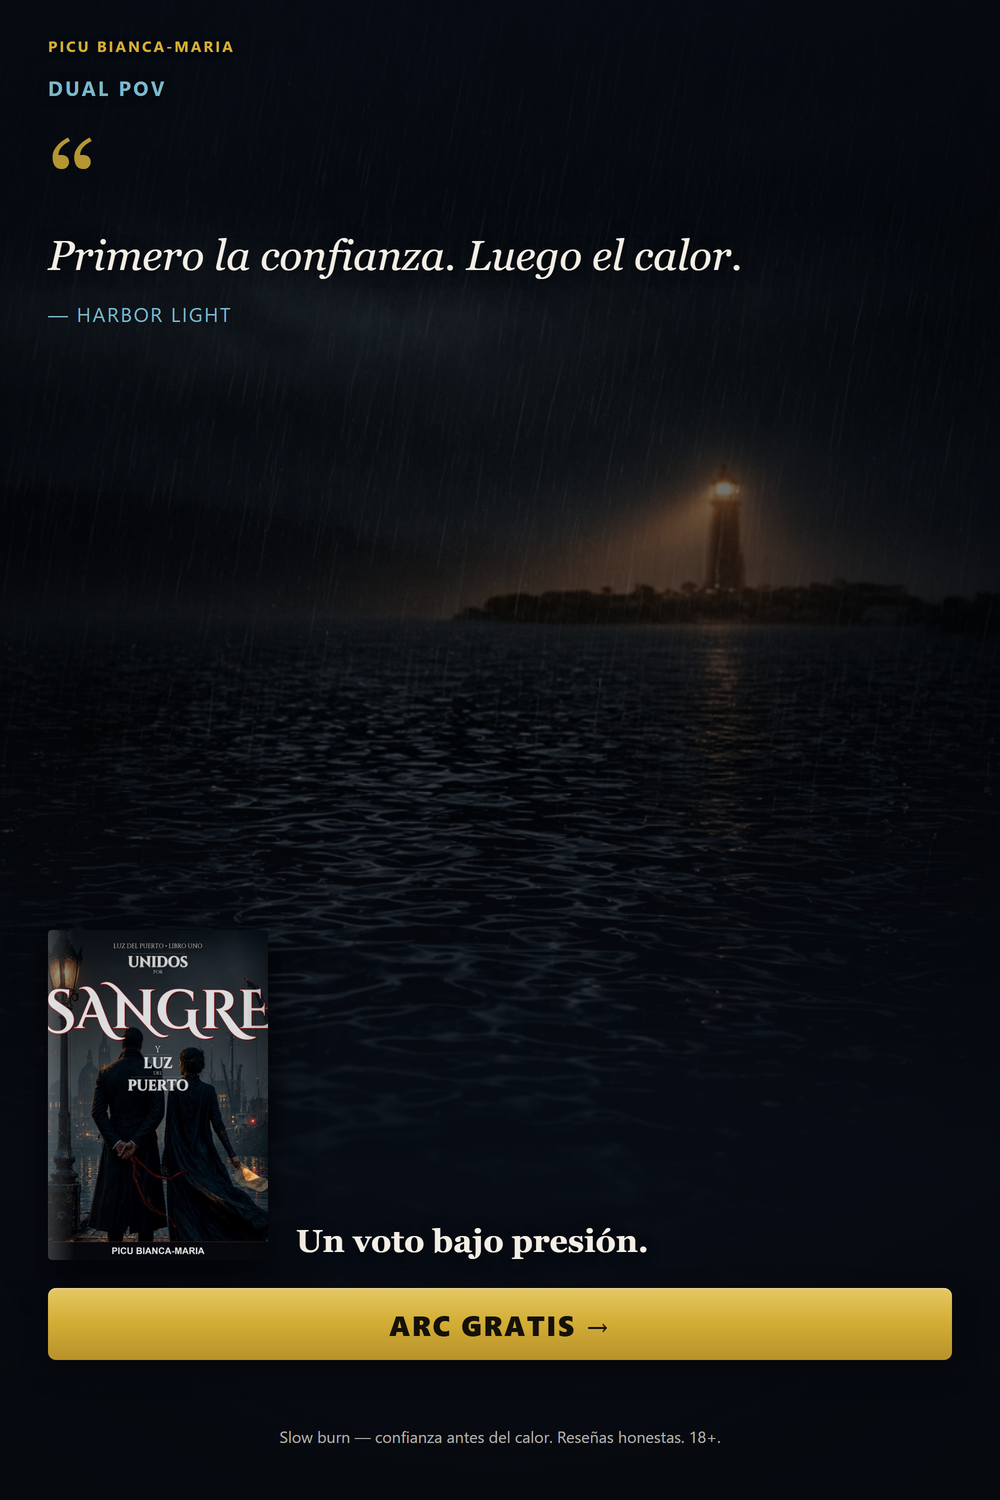 PICU BIANCA-MARIA
DUAL POV
“
Primero la confianza. Luego el calor.
— HARBOR LIGHT
LUZ DEL PUERTO • LIBRO UNO
UNIDOS
POR
SANGRE
Y
LUZ
DEL
PUERTO
PICU BIANCA-MARIA
Un voto bajo presión.
ARC GRATIS →
Slow burn — confianza antes del calor. Reseñas honestas. 18+.